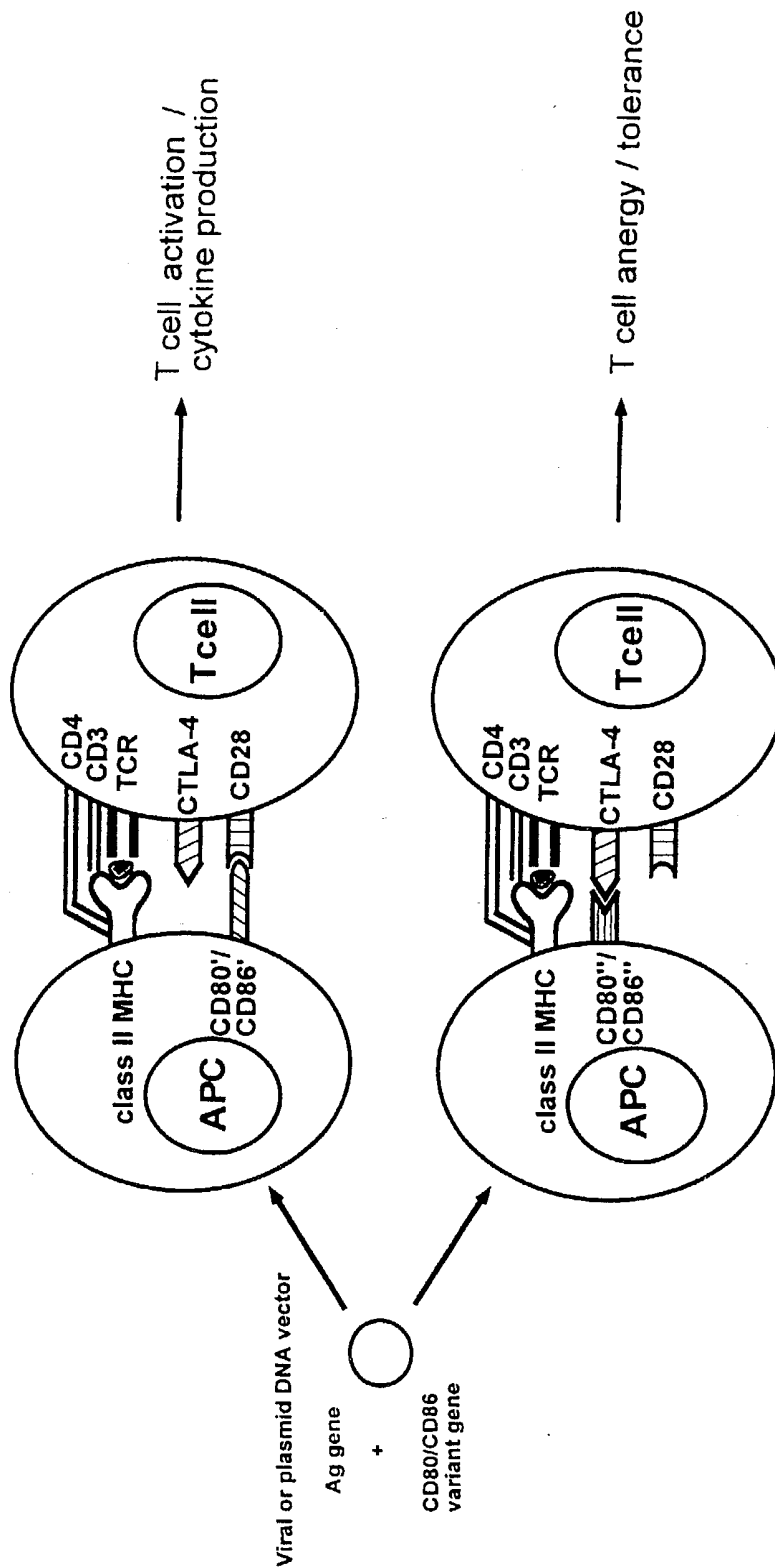 Viral or plasmid DNA vector
Ag gene
+
CD80/CD86
variant gene
APC
class II MHC
CD80'/
CD86'
CD4
CD3
TCR
CTLA-4
CD28
Tcell
T cell activation /
cytokine production
APC
class II MHC
CD80"/
CD86"
CD4
CD3
TCR
CTLA-4
CD28
Tcell
T cell anergy / tolerance